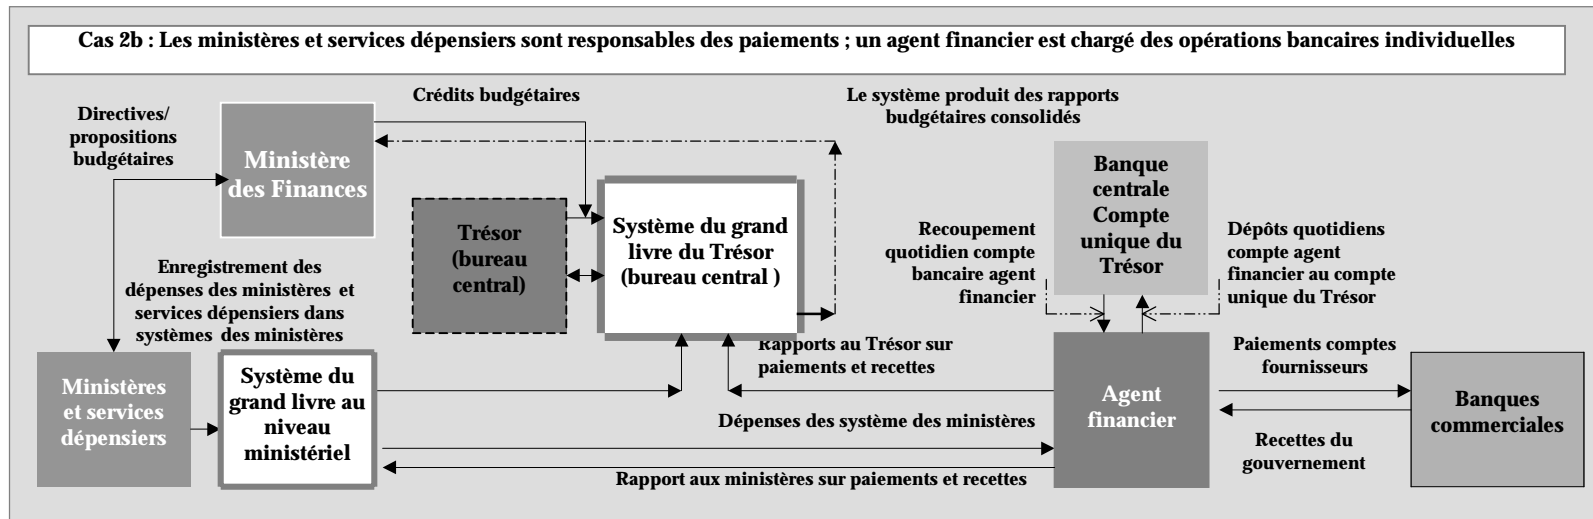 Cas 2b : Les ministères et services dépensiers sont responsables des paiements ; un agent financier est chargé des opérations bancaires individuelles
Directives/
propositions
budgétaires
Crédits budgétaires
Le système produit des rapports
budgétaires consolidés
Ministère
des Finances
Trésor
(bureau
central)
Système du grand
livre du Trésor
(bureau central )
Banque
centrale
Compte
unique du
Trésor
Recoupement
quotidien compte
bancaire agent
financier
Dépôts quotidiens
compte agent
financier au compte
unique du Trésor
Enregistrement des
dépenses des ministères et
services dépensiers dans
systèmes des ministères
Rapports au Trésor sur
paiements et recettes
Paiements comptes
fournisseurs
Ministères
et services
dépensiers
Système du
grand livre au
niveau
ministériel
Dépenses des système des ministères
Agent
financier
Banques
commerciales
Recettes du
gouvernement
Rapport aux ministères sur paiements et recettes